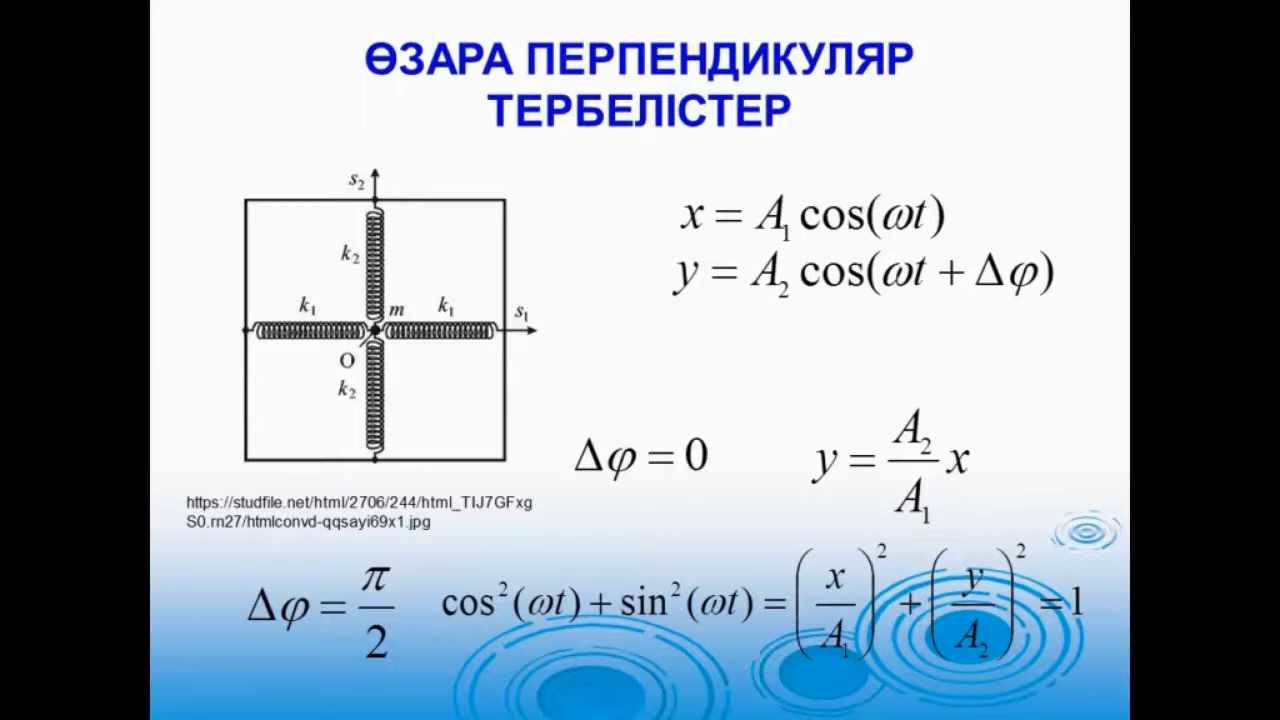 ӨЗАРА ПЕРПЕНДИКУЛЯР
ТЕРБЕЛІСТЕР
s₂
k₂
k₁ m k₁ s₁
O
k₂
x = A₁ cos(ωt)
y = A₂ cos(ωt + Δφ)
Δφ = 0
y = A₂/A₁ x
https://studfile.net/html/2706/244/html_TIJ7GFxg
S0.rn27/htmlconvd-qqsayi69x1.jpg
Δφ = π/2
cos²(ωt) + sin²(ωt) = (x/A₁)² + (y/A₂)² = 1